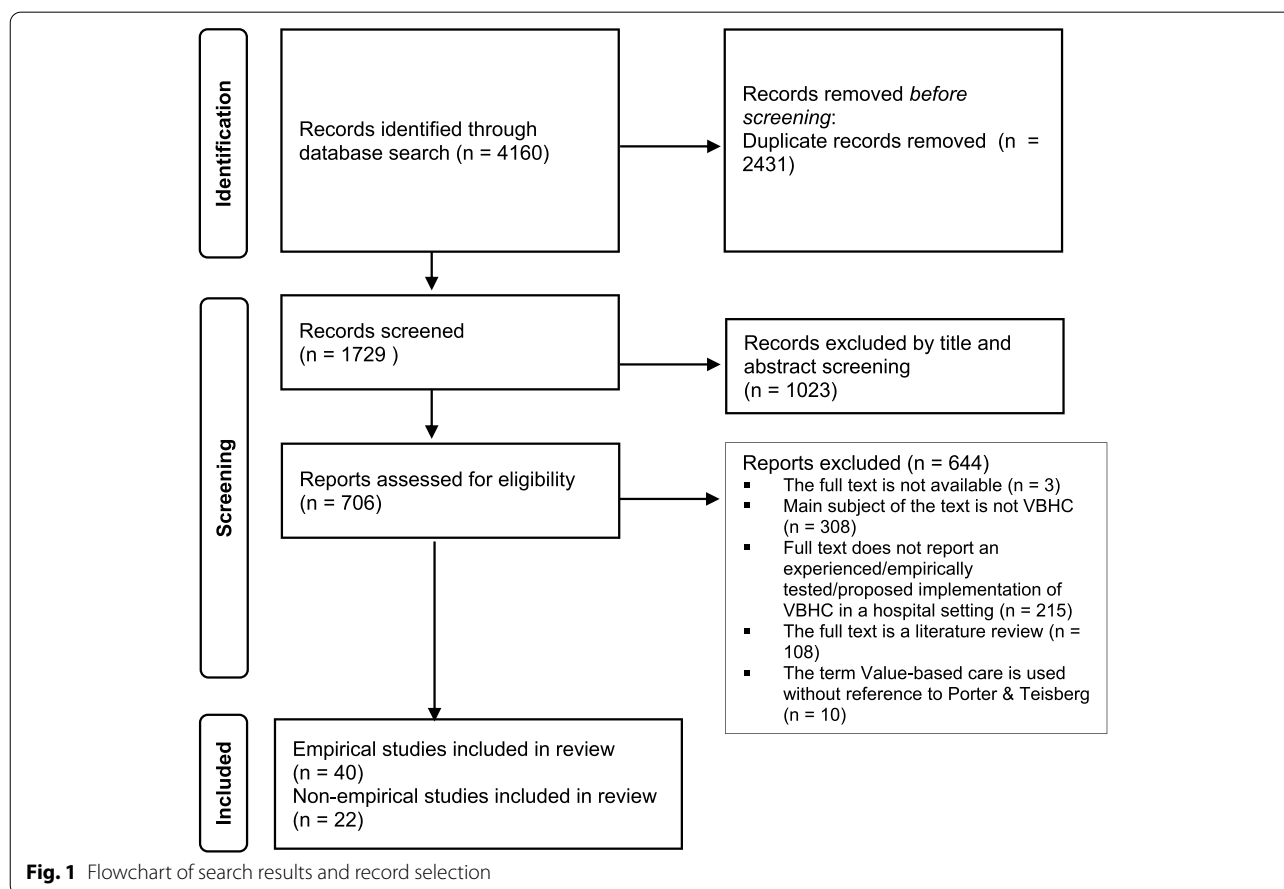 Identification
Records identified through
database search (n = 4160)
Records removed before
screening:
Duplicate records removed (n =
2431)
Screening
Records screened
(n = 1729 )
Records excluded by title and
abstract screening
(n = 1023)
Reports assessed for eligibility
(n = 706)
Reports excluded (n = 644)
▪ The full text is not available (n = 3)
▪ Main subject of the text is not VBHC
(n = 308)
▪ Full text does not report an
experienced/empirically
tested/proposed implementation of
VBHC in a hospital setting (n = 215)
▪ The full text is a literature review (n =
108)
▪ The term Value-based care is used
without reference to Porter & Teisberg
(n = 10)
Included
Empirical studies included in review
(n = 40)
Non-empirical studies included in review
(n = 22)
Fig. 1 Flowchart of search results and record selection